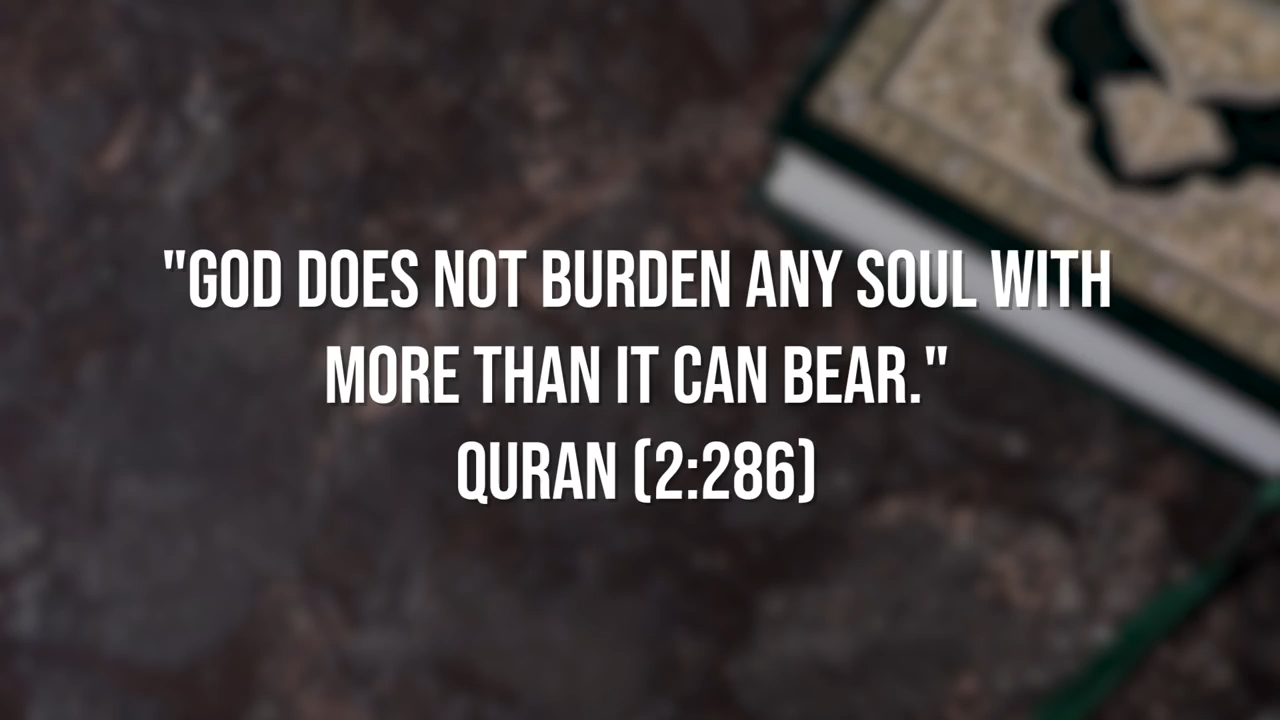 "GOD DOES NOT BURDEN ANY SOUL WITH
MORE THAN IT CAN BEAR."
QURAN (2:286)